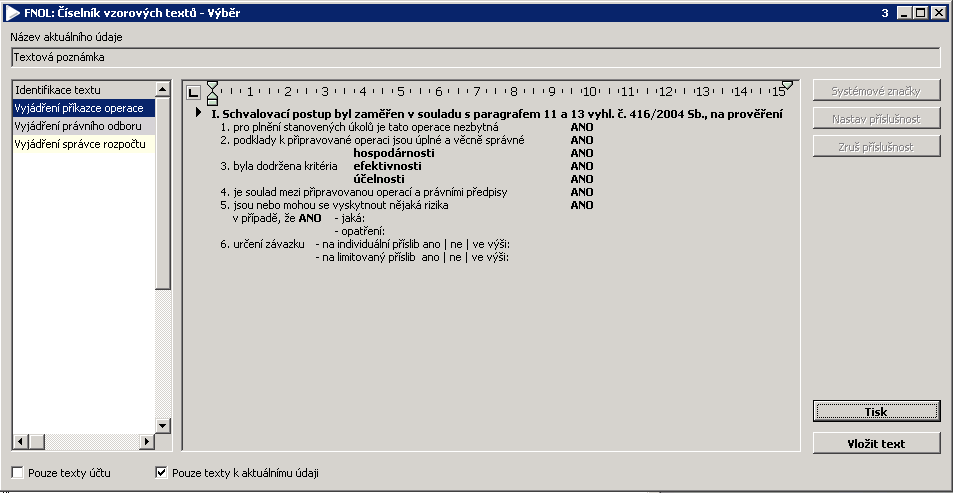 FNOL: Číselník vzorových textů - Výběr 3
Název aktuálního údaje
Textová poznámka
Identifikace textu
Vyjádření příkazce operace
Vyjádření právního odboru
Vyjádření správce rozpočtu
L 1 2 3 4 5 6 7 8 9 10 11 12 13 14 15
I. Schvalovací postup byl zaměřen v souladu s paragrafem 11 a 13 vyhl. č. 416/2004 Sb., na prověření
1. pro plnění stanovených úkolů je tato operace nezbytná ANO
2. podklady k připravované operaci jsou úplné a věcně správné ANO
hospodárnosti ANO
3. byla dodržena kritéria efektivnosti ANO
účelnosti ANO
4. je soulad mezi připravovanou operací a právními předpisy ANO
5. jsou nebo mohou se vyskytnout nějaká rizika ANO
v případě, že ANO - jaká:
- opatření:
6. určení závazku - na individuální příslib ano | ne | ve výši:
- na limitovaný příslib ano | ne | ve výši:
Systémové značky
Nastav příslušnost
Zruš příslušnost
Tisk
Vložit text
Pouze texty účtu
Pouze texty k aktuálnímu údaji